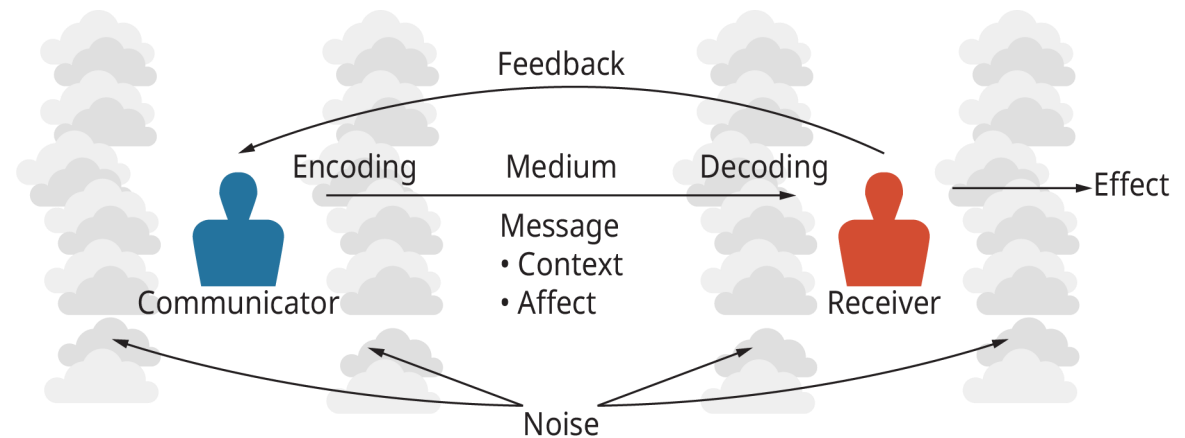 Feedback
Encoding
Medium
Decoding
Effect
Message
• Context
• Affect
Communicator
Receiver
Noise